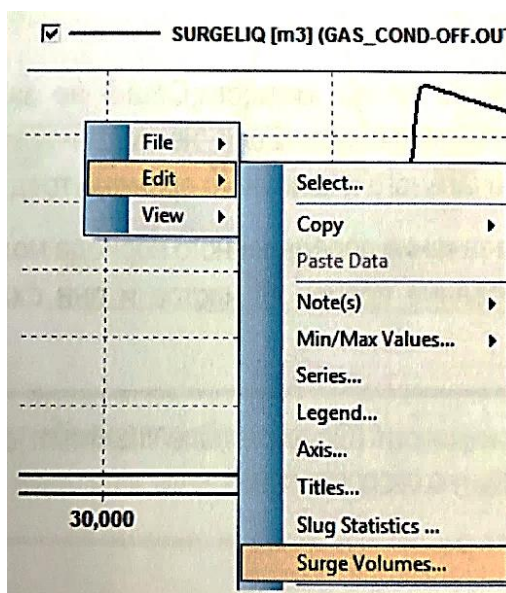 SURGELIQ [m3] (GAS_COND-OFF.OUT
File
Edit
View
Select...
Copy
Paste Data
Note(s)
Min/Max Values...
Series...
Legend...
Axis...
Titles...
Slug Statistics ...
Surge Volumes...
30,000